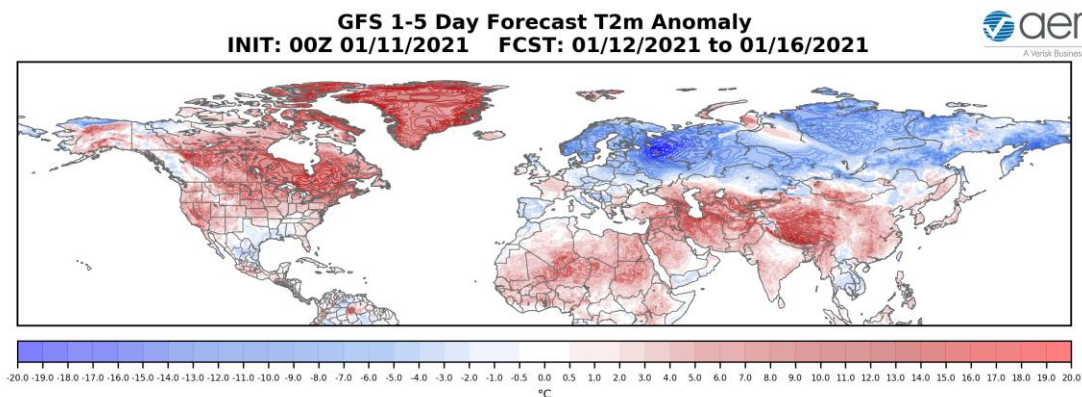 GFS 1-5 Day Forecast T2m Anomaly
INIT: 00Z 01/11/2021 FCST: 01/12/2021 to 01/16/2021
aer
A Verisk Busines
-20.0 -19.0 -18.0 -17.0 -16.0 -15.0 -14.0 -13.0 -12.0 -11.0 -10.0 -9.0 -8.0 -7.0 -6.0 -5.0 -4.0 -3.0 -2.0 -1.0 -0.5 0.0 0.5 1.0 2.0 3.0 4.0 5.0 6.0 7.0 8.0 9.0 10.0 11.0 12.0 13.0 14.0 15.0 16.0 17.0 18.0 19.0 20.0
°C